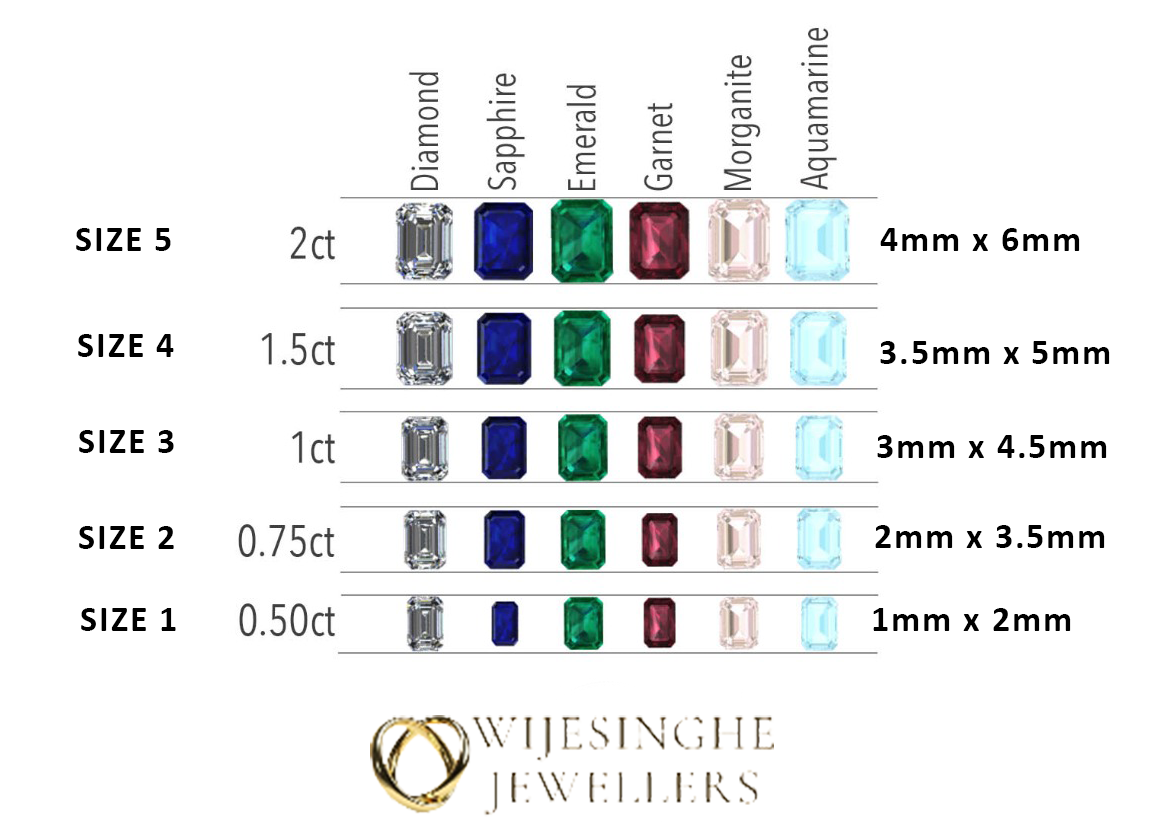 Diamond
Sapphire
Emerald
Garnet
Morganite
Aquamarine
SIZE 5 2ct 4mm x 6mm
SIZE 4 1.5ct 3.5mm x 5mm
SIZE 3 1ct 3mm x 4.5mm
SIZE 2 0.75ct 2mm x 3.5mm
SIZE 1 0.50ct 1mm x 2mm
WIJESINGHE
JEWELLERS